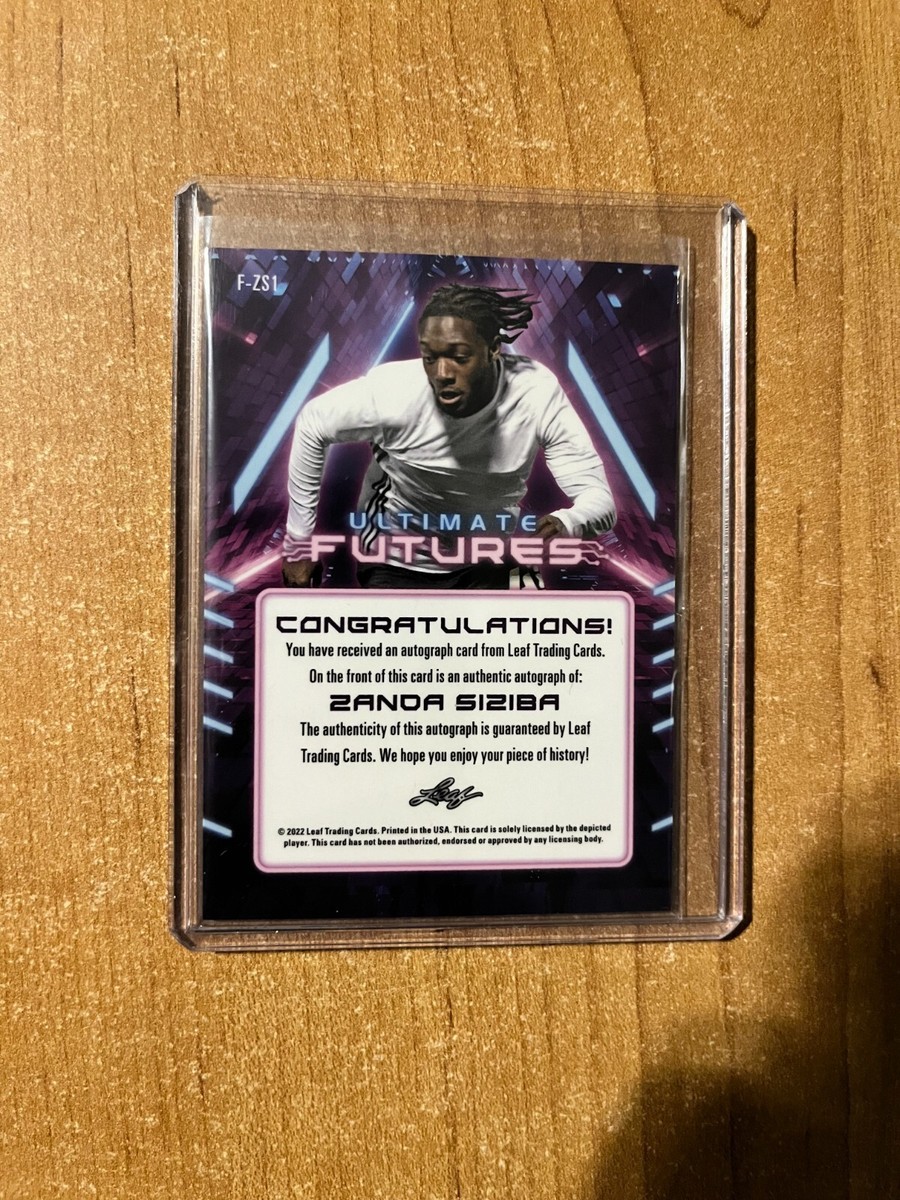 F-ZS1
ULTIMATE
FUTURES
CONGRATULATIONS!
You have received an autograph card from Leaf Trading Cards.
On the front of this card is an authentic autograph of:
ZANDA SIZIBA
The authenticity of this autograph is guaranteed by Leaf
Trading Cards. We hope you enjoy your piece of history!
Leaf
© 2022 Leaf Trading Cards. Printed in the USA. This card is solely licensed by the depicted
player. This card has not been authorized, endorsed or approved by any licensing body.